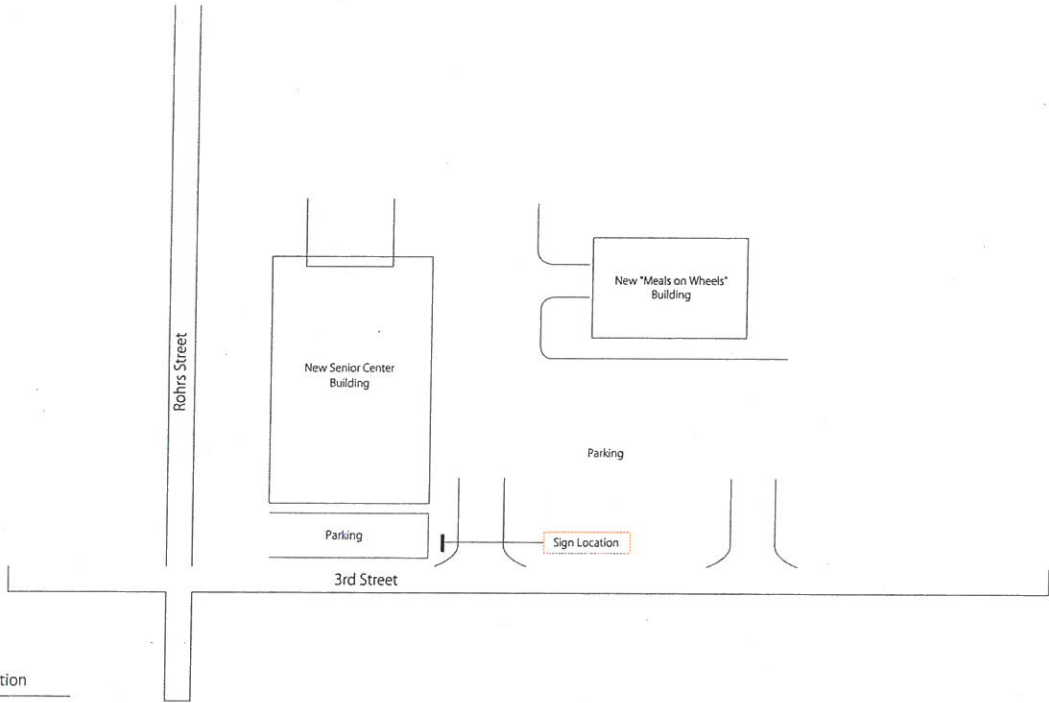 New "Meals on Wheels"
Building
Rohrs Street
New Senior Center
Building
Parking
Parking
Sign Location
3rd Street
tion